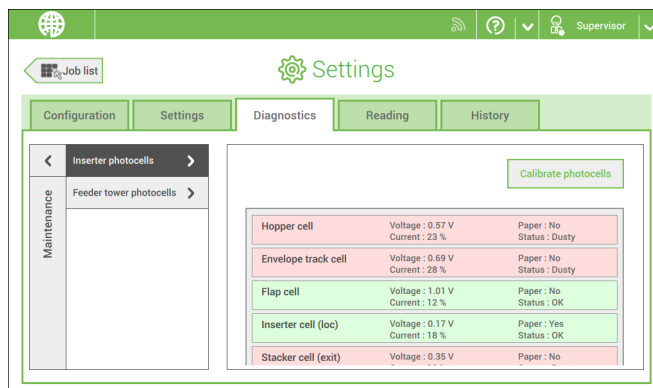 Supervisor
Job list
Settings
Configuration
Settings
Diagnostics
Reading
History
Maintenance
Inserter photocells
Feeder tower photocells
Calibrate photocells
Hopper cell
Voltage : 0.57 V
Paper : No
Current : 23 %
Status : Dusty
Envelope track cell
Voltage : 0.69 V
Paper : No
Current : 28 %
Status : Dusty
Flap cell
Voltage : 1.01 V
Paper : No
Current : 12 %
Status : OK
Inserter cell (loc)
Voltage : 0.17 V
Paper : Yes
Current : 18 %
Status : OK
Stacker cell (exit)
Voltage : 0.35 V
Paper : No